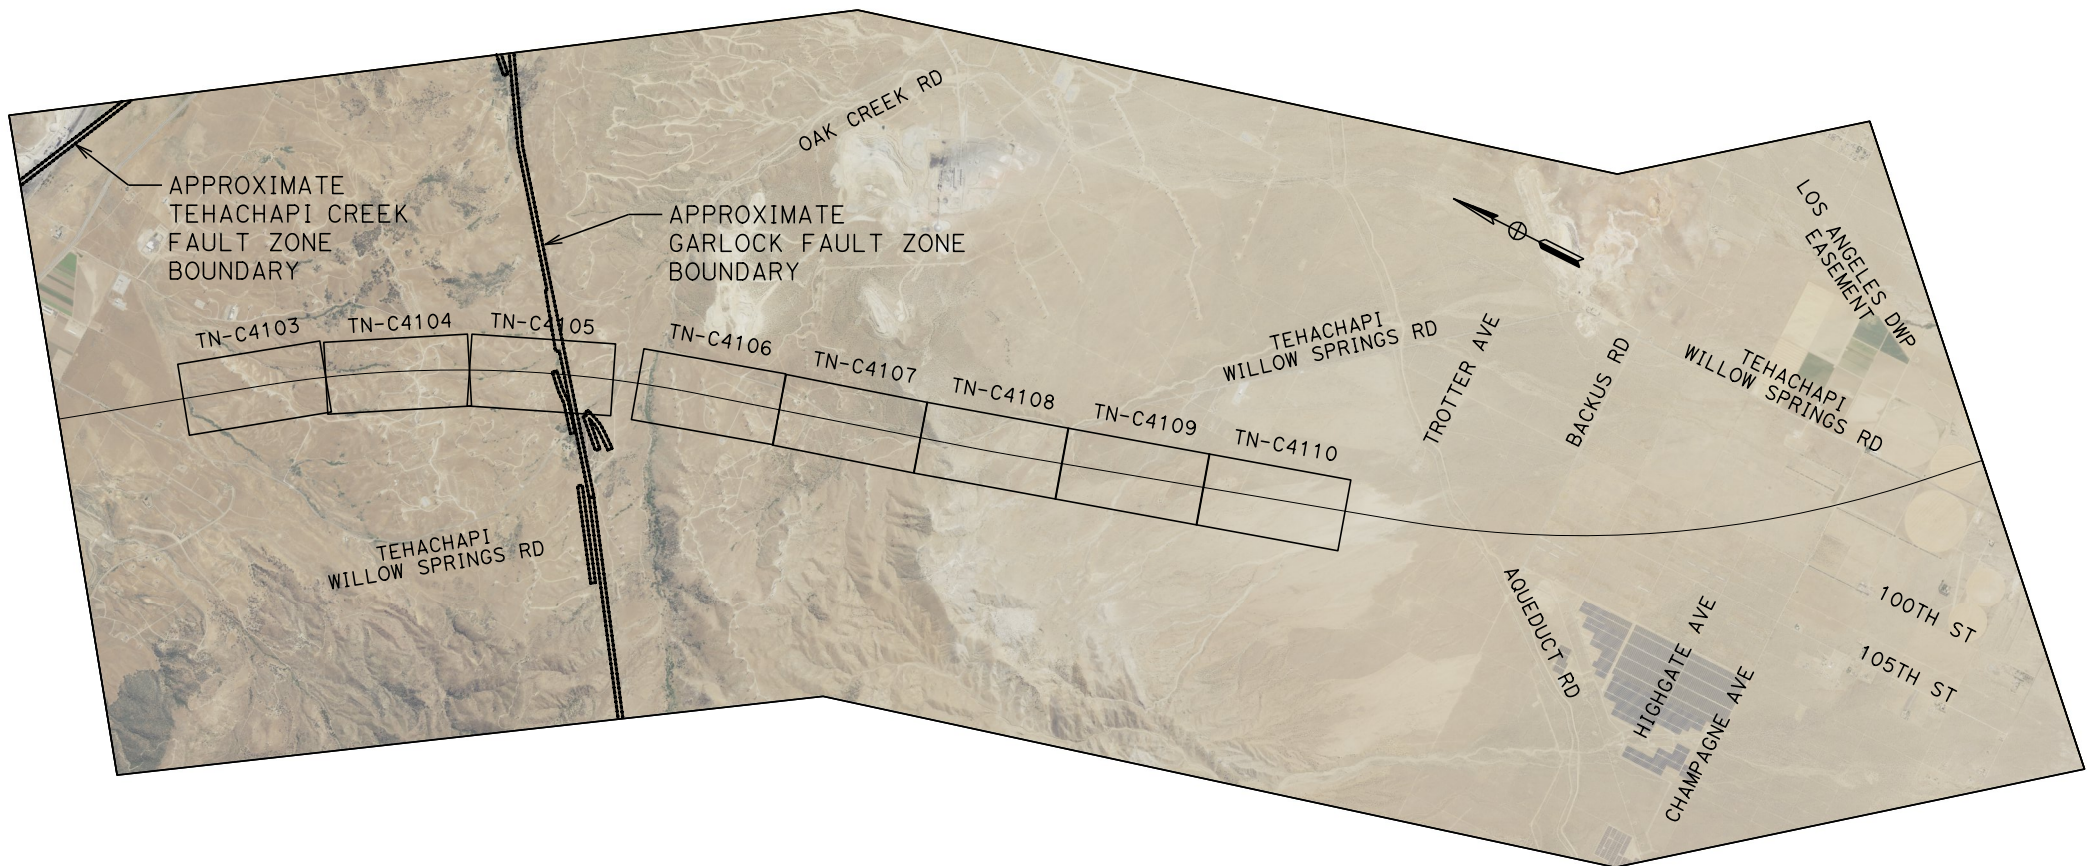 OAK CREEK RD
APPROXIMATE
TEHACHAPI CREEK
FAULT ZONE
BOUNDARY
APPROXIMATE
GARLOCK FAULT ZONE
BOUNDARY
LOS ANGELES DWP
EASEMENT
TN-C4103
TN-C4104
TN-C4105
TN-C4106
TN-C4107
TN-C4108
TN-C4109
TN-C4110
TEHACHAPI
WILLOW SPRINGS RD
TROTTER AVE
BACKUS RD
TEHACHAPI
WILLOW SPRINGS RD
TEHACHAPI
WILLOW SPRINGS RD
AQUEDUCT RD
HIGHGATE AVE
CHAMPAGNE AVE
100TH ST
105TH ST